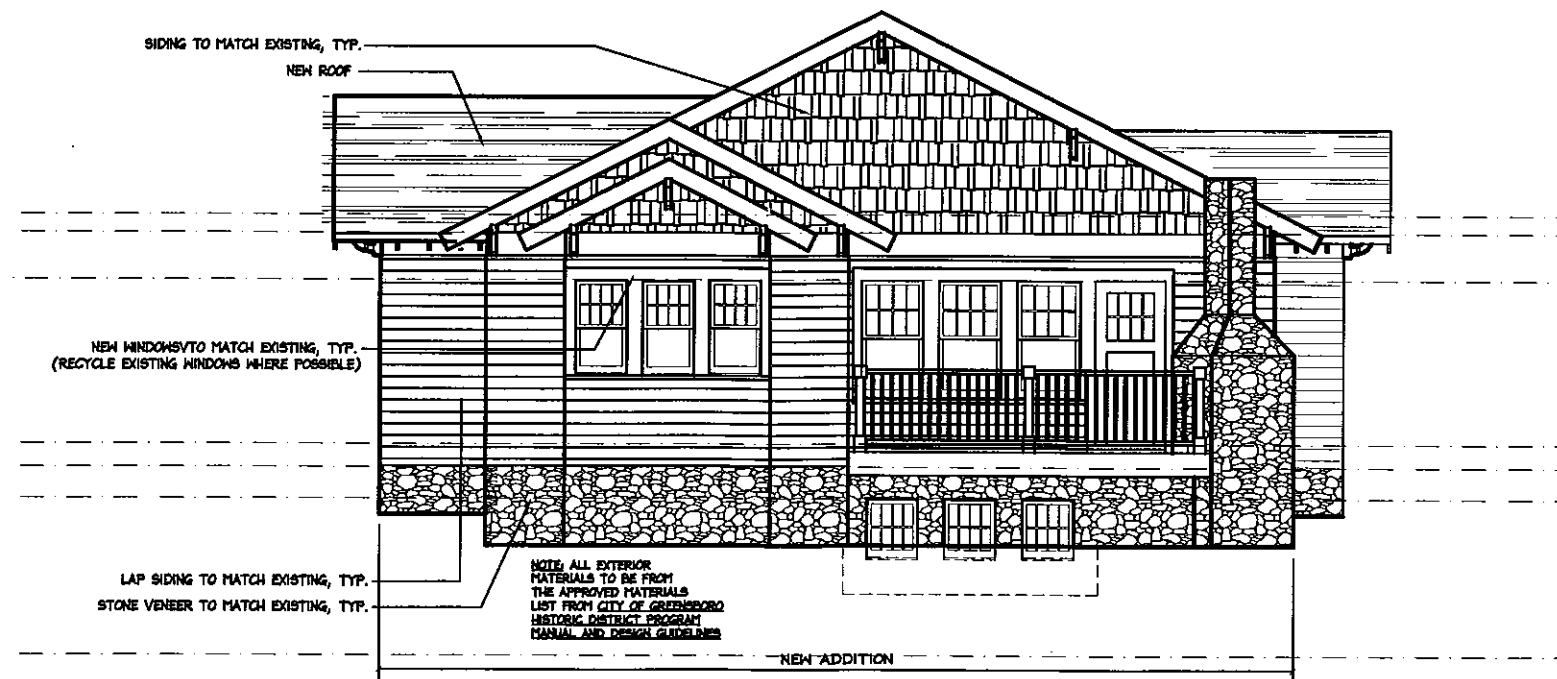 SIDING TO MATCH EXISTING, TYP.
NEW ROOF
NEW WINDOWSVTO MATCH EXISTING, TYP.
(RECYCLE EXISTING WINDOWS WHERE POSSIBLE)
LAP SIDING TO MATCH EXISTING, TYP.
STONE VENEER TO MATCH EXISTING, TYP.
NOTE: ALL EXTERIOR
MATERIALS TO BE FROM
THE APPROVED MATERIALS
LIST FROM CITY OF GREENSBORO
HISTORIC DISTRICT PROGRAM
MANUAL AND DESIGN GUIDELINES
NEW ADDITION